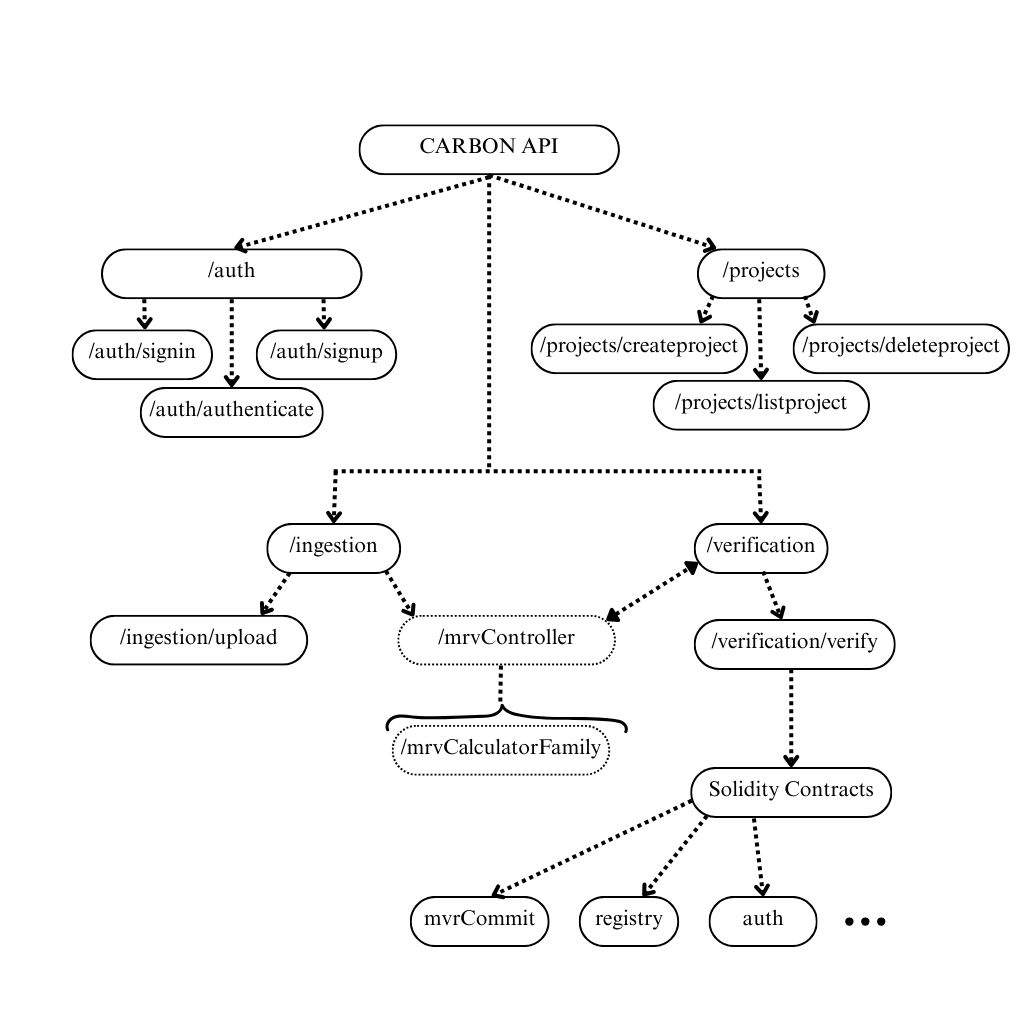 CARBON API
/auth
/projects
/auth/signin
/auth/signup
/projects/createproject
/projects/deleteproject
/auth/authenticate
/projects/listproject
/ingestion
/verification
/ingestion/upload
/mrvController
/verification/verify
/mrvCalculatorFamily
Solidity Contracts
mvrCommit
registry
auth